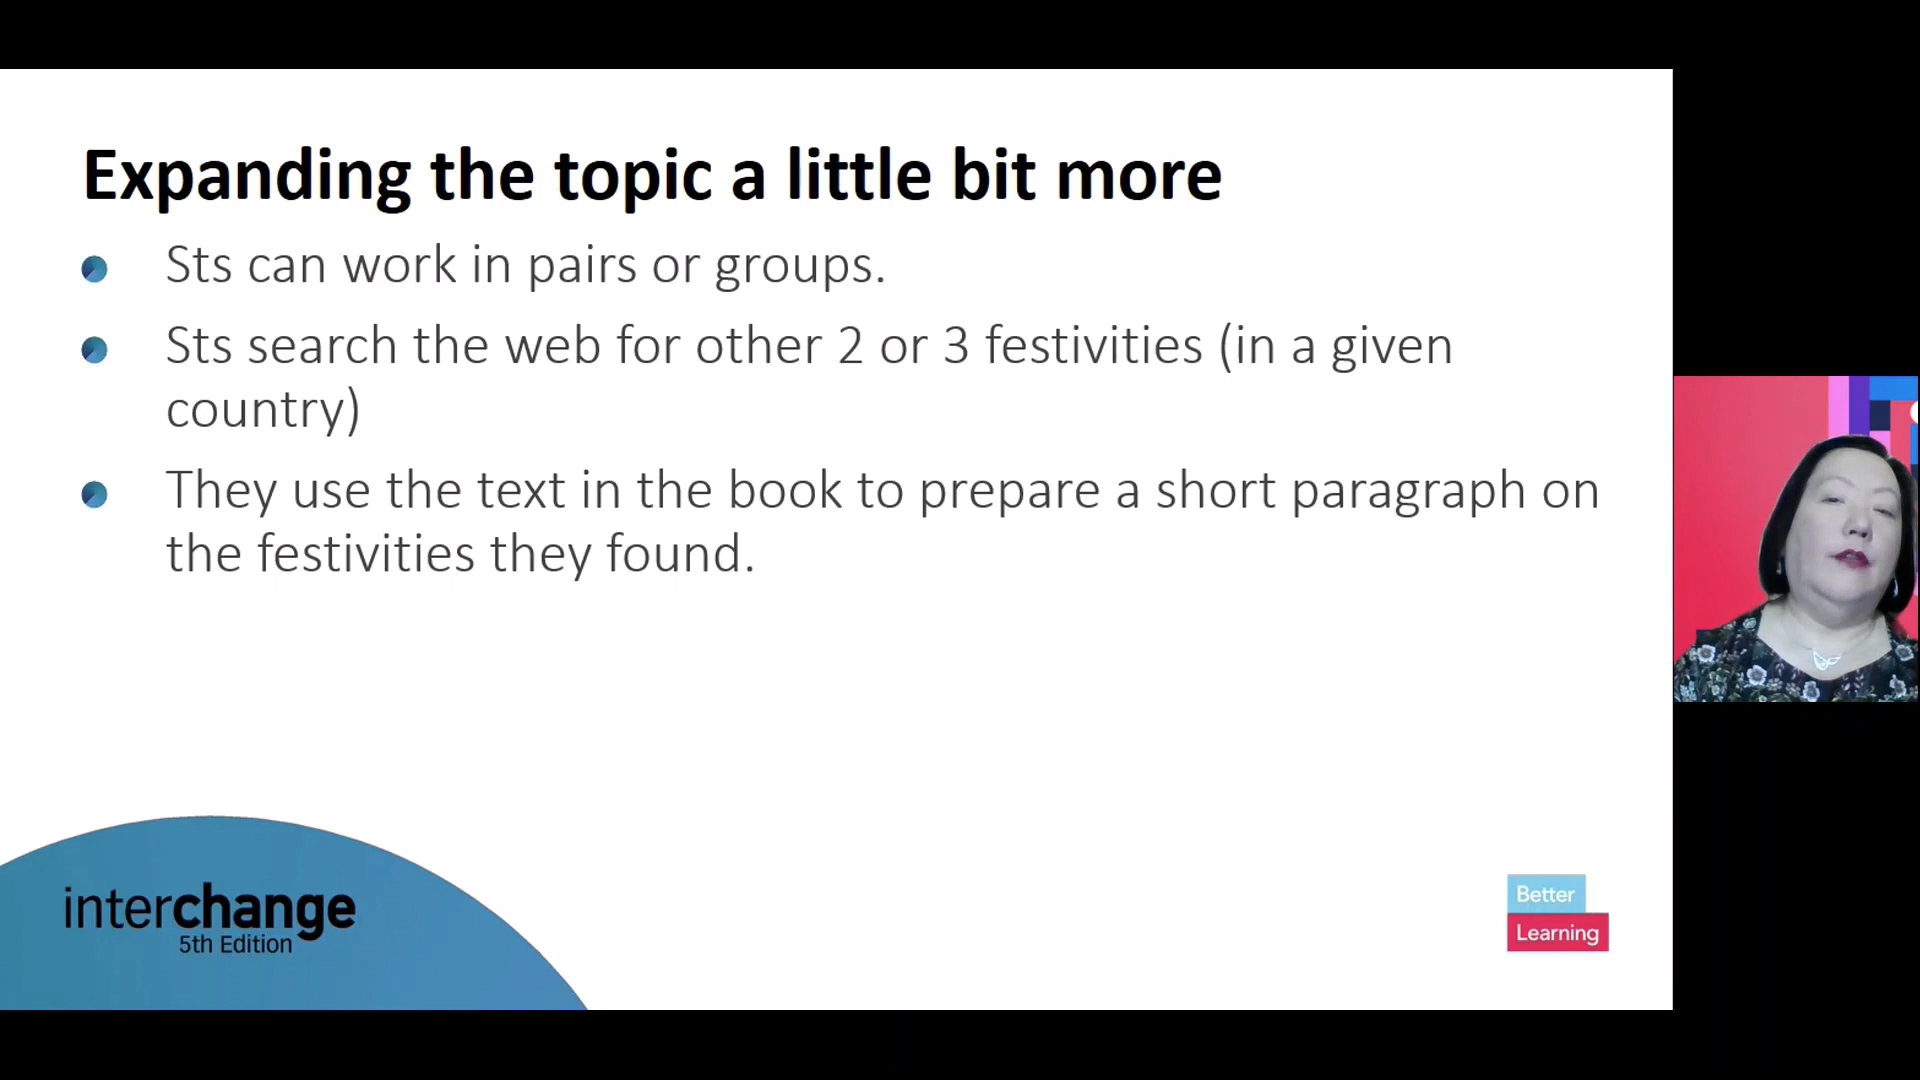 Expanding the topic a little bit more
Sts can work in pairs or groups.
Sts search the web for other 2 or 3 festivities (in a given
country)
They use the text in the book to prepare a short paragraph on
the festivities they found.
interchange
5th Edition
Better
Learning